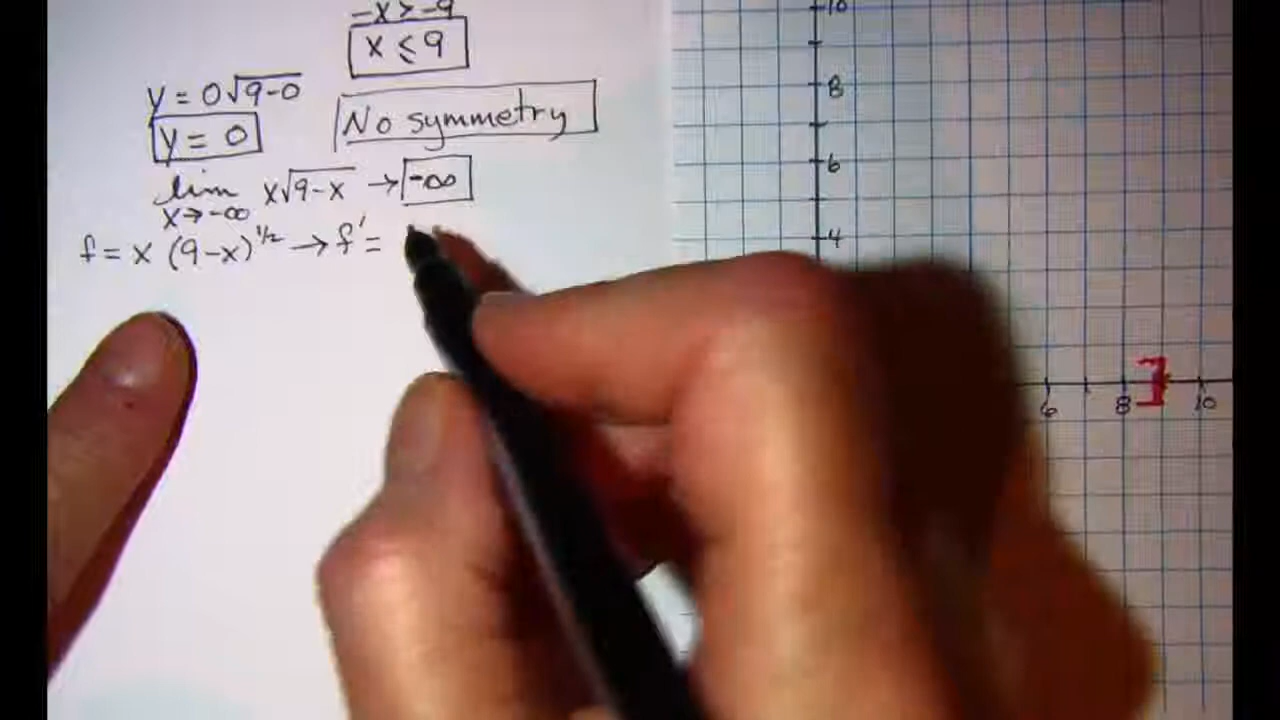 -x > -9
x ≤ 9
y = 0√9-0
y = 0
No symmetry
lim x√9-x → -∞
x→-∞
f = x (9-x)^1/2 → f' =
10
8
6
4
6 8 ] 10